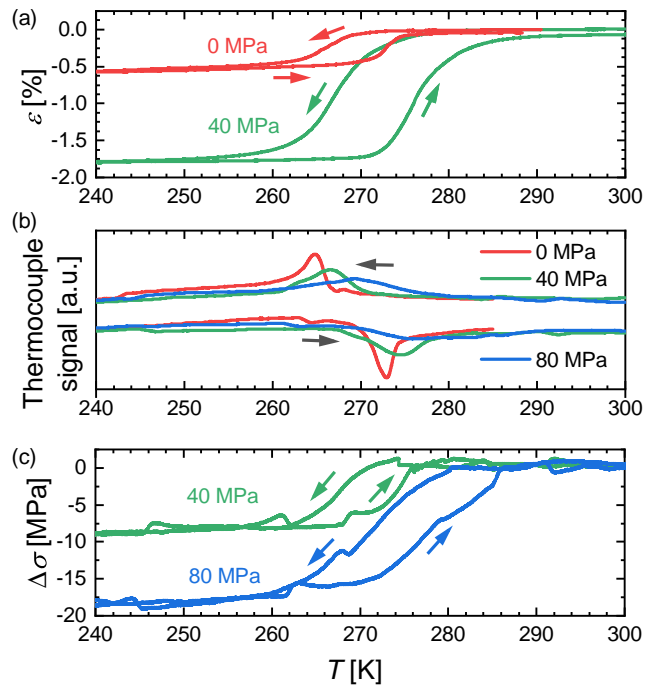 (a)
0.0
-0.5
-1.0
-1.5
-2.0
ε [%]
0 MPa
40 MPa
240 250 260 270 280 290 300
(b)
Thermocouple
signal [a.u.]
0 MPa
40 MPa
80 MPa
240 250 260 270 280 290 300
(c)
0
-5
-10
-15
-20
Δσ [MPa]
40 MPa
80 MPa
240 250 260 270 280 290 300
T [K]